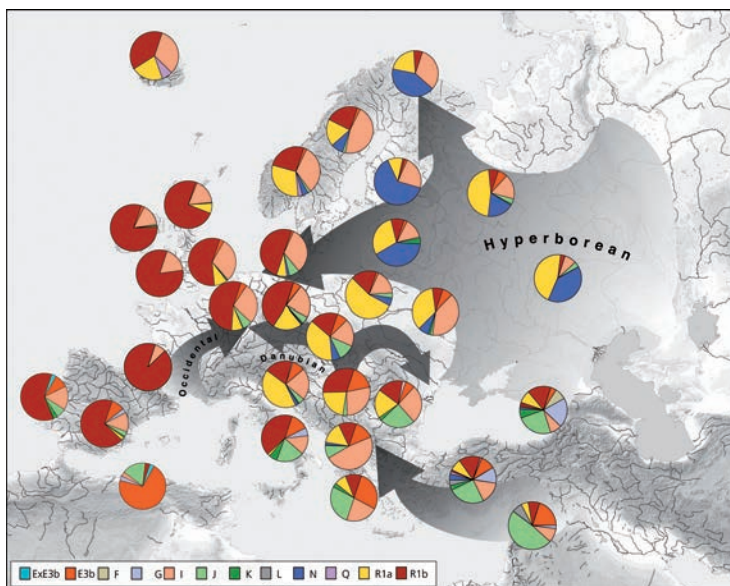 Hyperborean
Occidental
Danubian
ExE3b E3b F G I J K L N Q R1a R1b